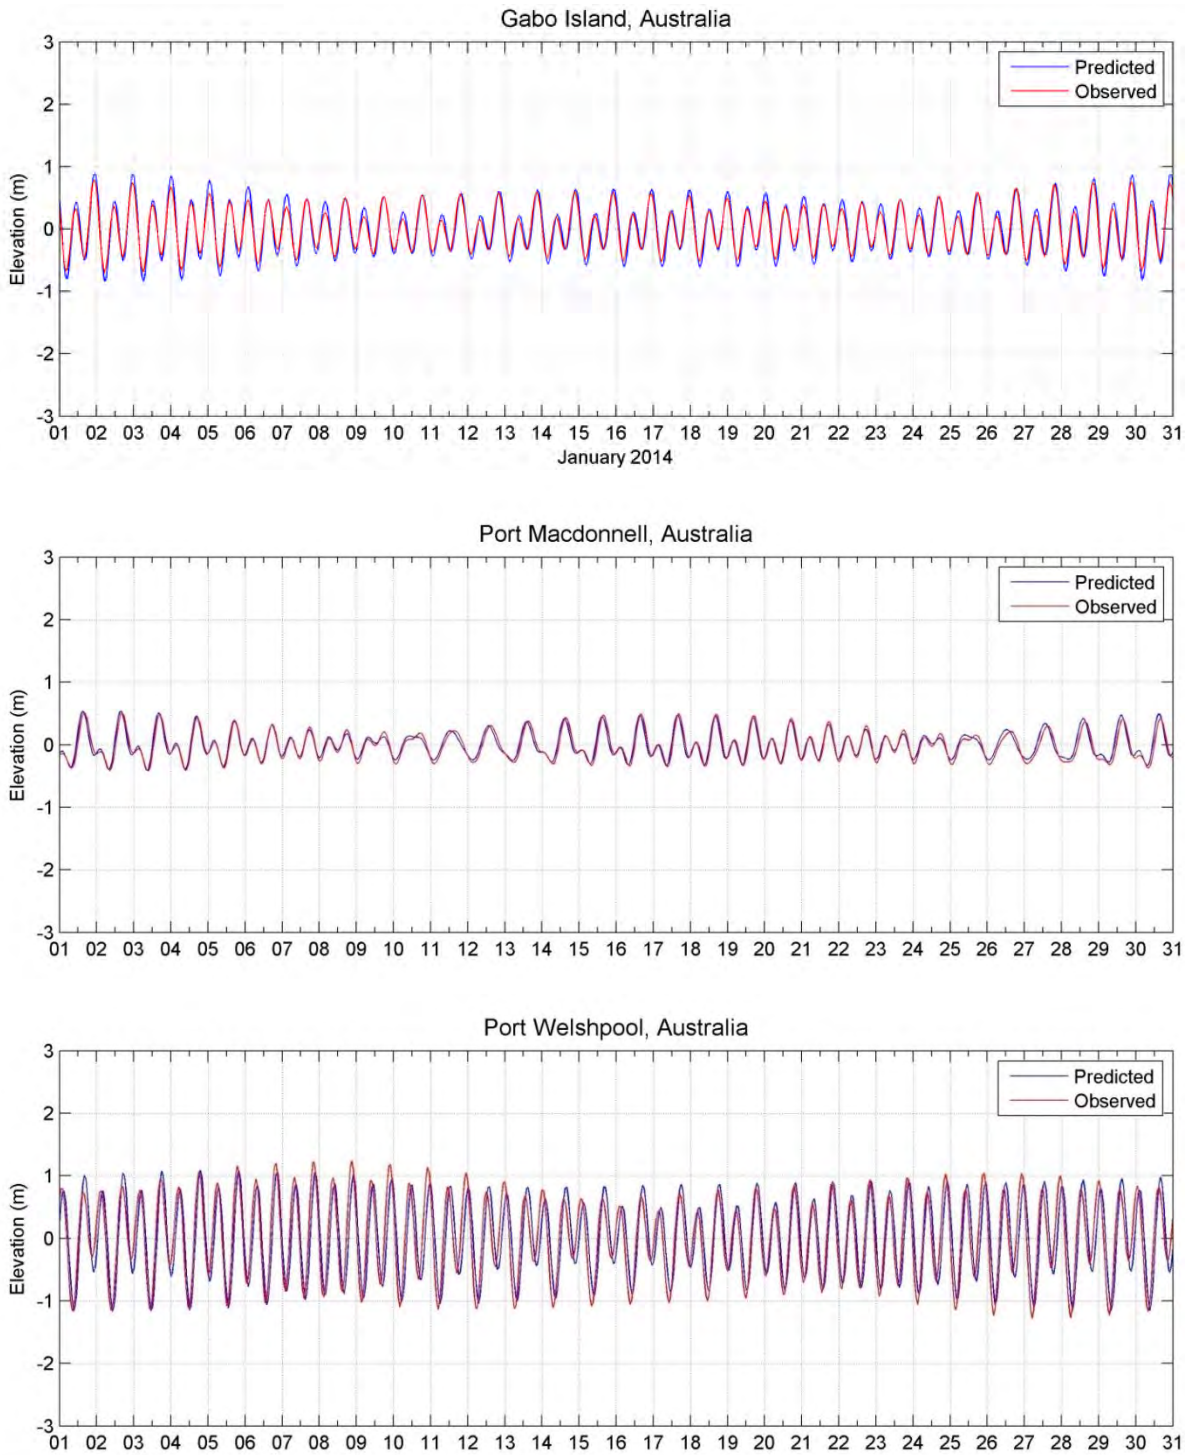 Gabo Island, Australia
3
2
1
0
-1
-2
-3
Elevation (m)
Predicted
Observed
01 02 03 04 05 06 07 08 09 10 11 12 13 14 15 16 17 18 19 20 21 22 23 24 25 26 27 28 29 30 31
January 2014
Port Macdonnell, Australia
3
2
1
0
-1
-2
-3
Elevation (m)
Predicted
Observed
01 02 03 04 05 06 07 08 09 10 11 12 13 14 15 16 17 18 19 20 21 22 23 24 25 26 27 28 29 30 31
Port Welshpool, Australia
3
2
1
0
-1
-2
-3
Elevation (m)
Predicted
Observed
01 02 03 04 05 06 07 08 09 10 11 12 13 14 15 16 17 18 19 20 21 22 23 24 25 26 27 28 29 30 31